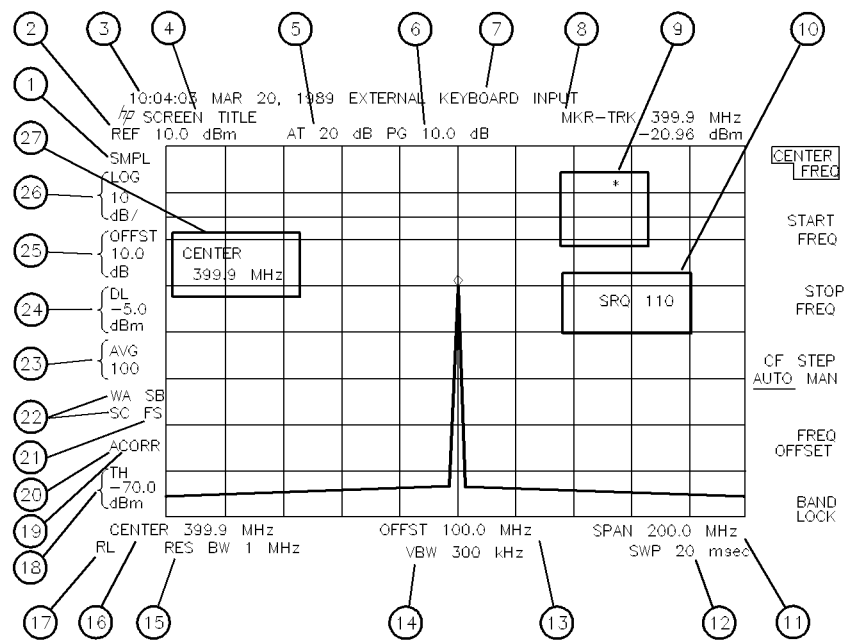 2 3 4 5 6 7 8 9 10
1
10:04:03 MAR 20, 1989 EXTERNAL KEYBOARD INPUT
hp SCREEN TITLE
MKR-TRK 399.9 MHz
REF 10.0 dBm AT 20 dB PG 10.0 dB
-20.96 dBm
27
SMPL
26
LOG
10
dB/
25
OFFST
10.0
dB
24
DL
-5.0
dBm
23
AVG
100
22
WA SB
SC FS
21
20
ACORR
19
18
TH
-70.0
dBm
CENTER
399.9 MHz
*
SRQ 110
CENTER
FREQ
START
FREQ
STOP
FREQ
CF STEP
AUTO MAN
FREQ
OFFSET
BAND
LOCK
CENTER 399.9 MHz OFFST 100.0 MHz SPAN 200.0 MHz
RL RES BW 1 MHz VBW 300 kHz SWP 20 msec
17 16 15 14 13 12 11